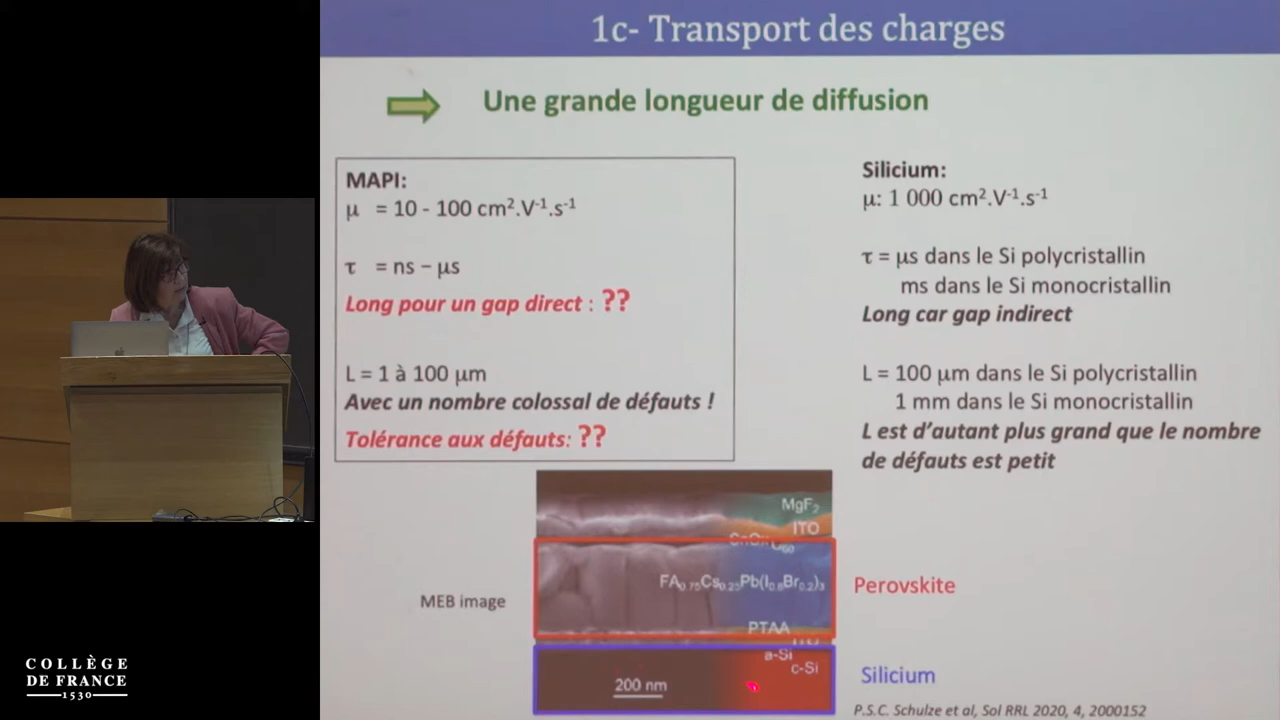 1c- Transport des charges
Une grande longueur de diffusion
MAPI:
μ = 10 - 100 cm².V⁻¹.s⁻¹
τ = ns – μs
Long pour un gap direct : ??
L = 1 à 100 μm
Avec un nombre colossal de défauts !
Tolérance aux défauts: ??
Silicium:
μ: 1 000 cm².V⁻¹.s⁻¹
τ = μs dans le Si polycristallin
ms dans le Si monocristallin
Long car gap indirect
L = 100 μm dans le Si polycristallin
1 mm dans le Si monocristallin
L est d'autant plus grand que le nombre
de défauts est petit
MEB image
MgF₂
ITO
C₆₀
FA₀.₇₅Cs₀.₂₅Pb(I₀.₈Br₀.₂)₃
PTAA
a-Si
c-Si
200 nm
Perovskite
Silicium
P.S.C. Schulze et al, Sol RRL 2020, 4, 2000152
COLLÈGE
DE FRANCE
1530